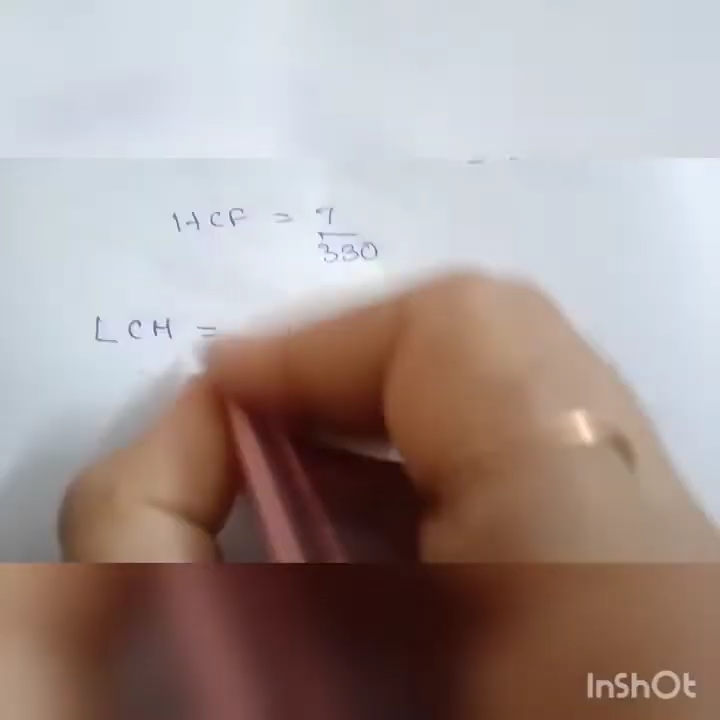 HCF = 7
330
LCM =
InShOt